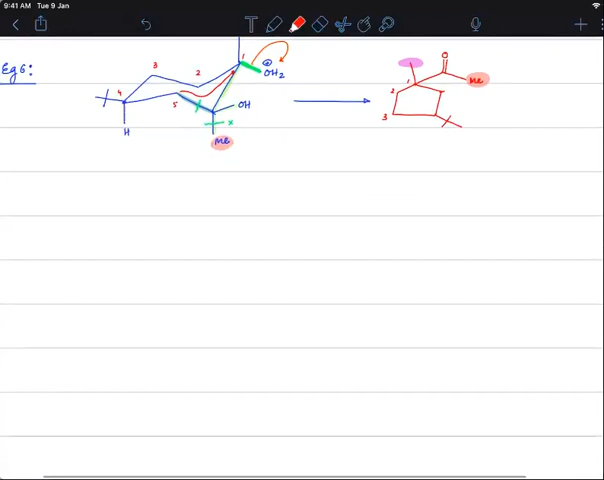 9:41 AM Tue 9 Jan
Eg 6:
3 2 1 ⊕
OH₂
4 5 OH
H
× 
Me
O
1 Me
2
3